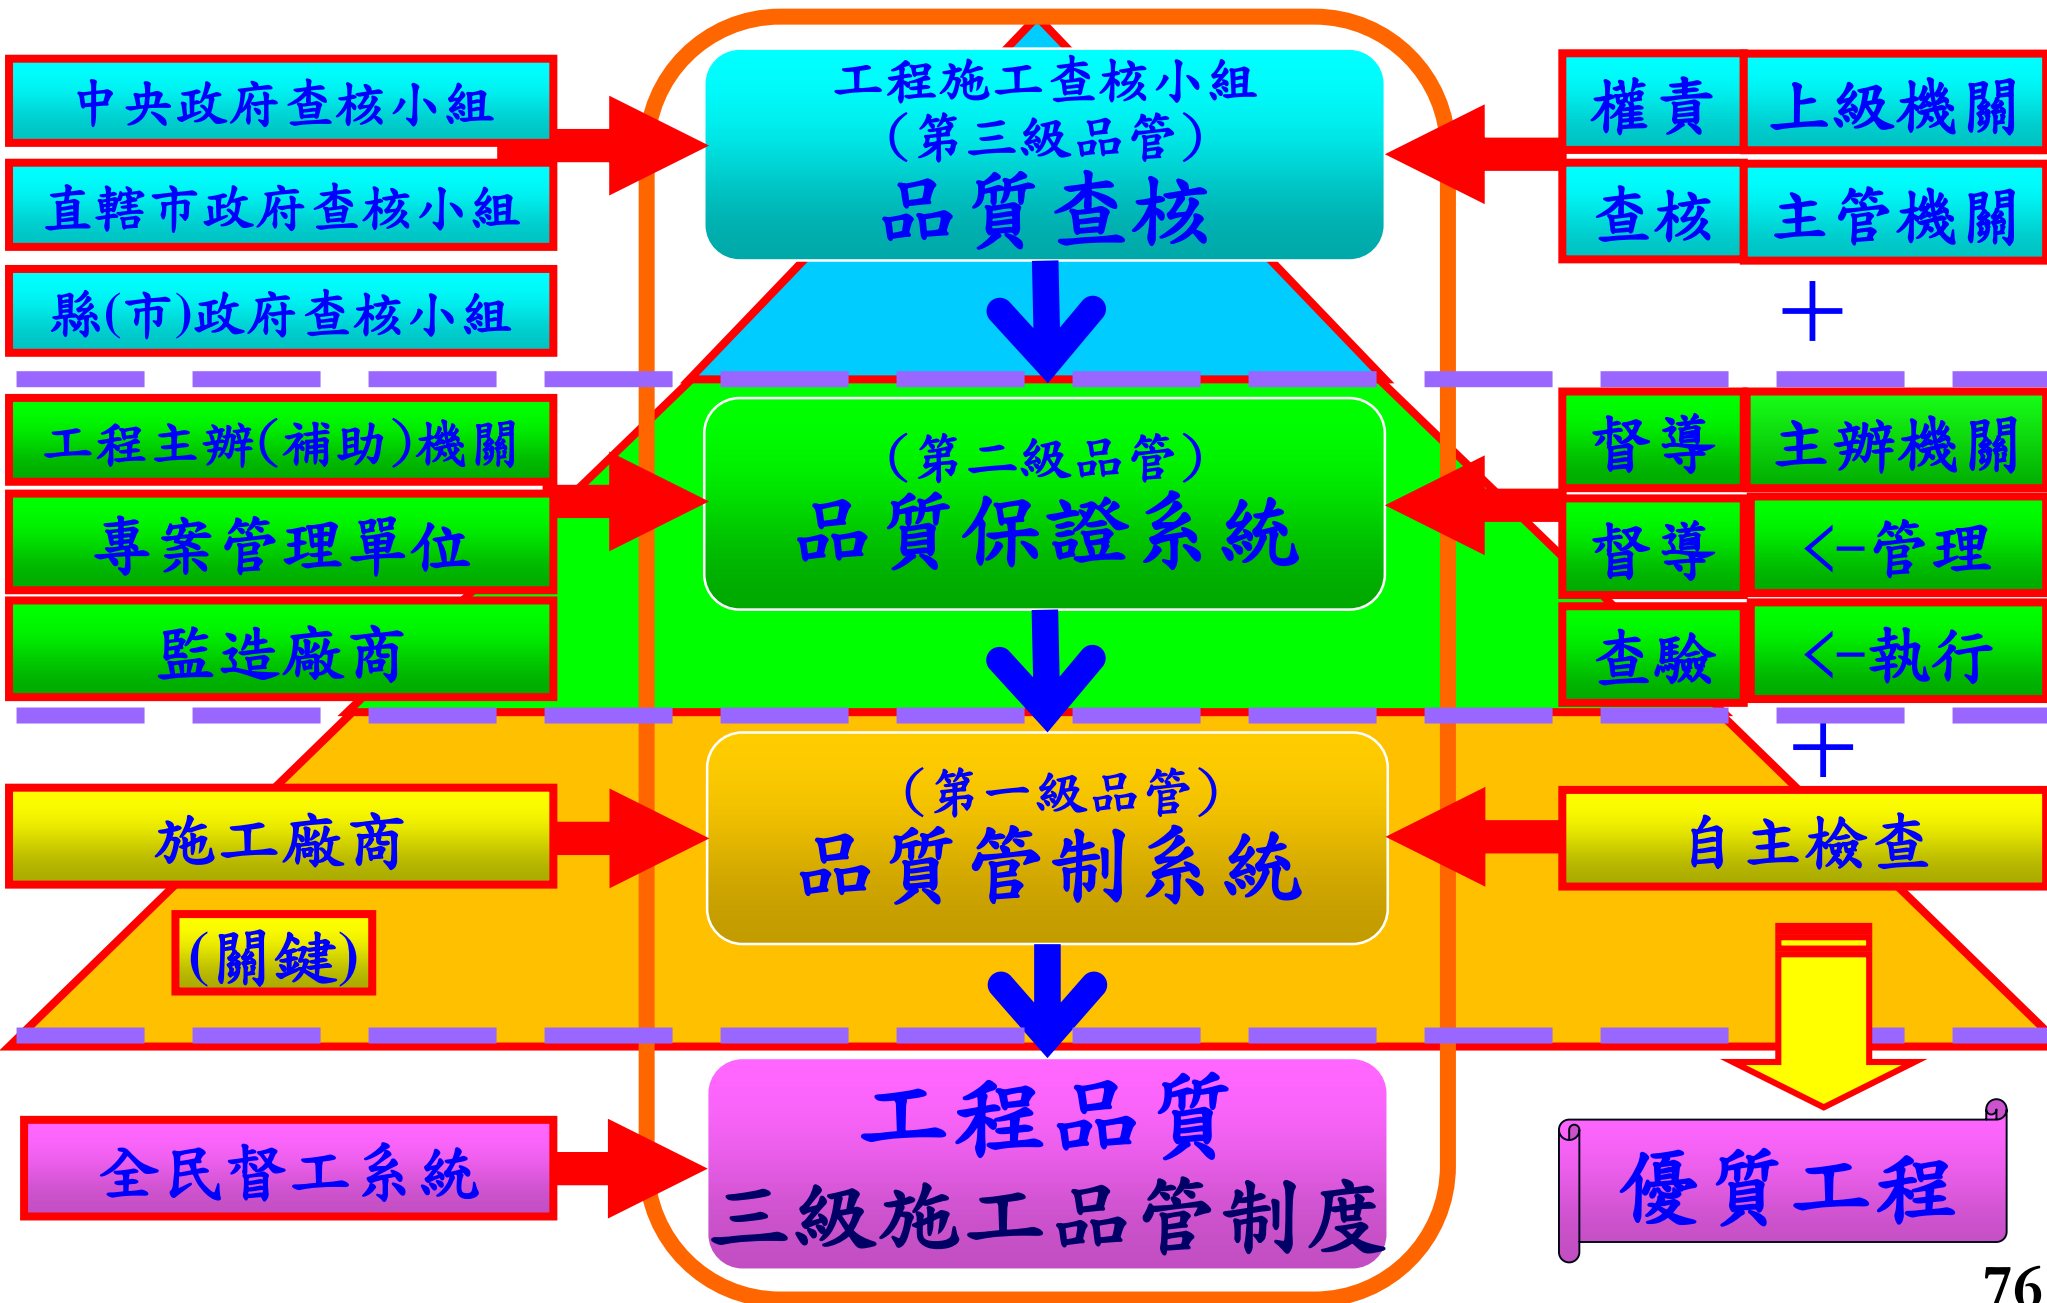 中央政府查核小組
直轄市政府查核小組
縣(市)政府查核小組
工程施工查核小組
(第三級品管)
品質查核
權責 上級機關
查核 主管機關
+
工程主辦(補助)機關
專案管理單位
監造廠商
(第二級品管)
品質保證系統
督導 主辦機關
督導 <-管理
查驗 <-執行
+
施工廠商
(關鍵)
(第一級品管)
品質管制系統
自主檢查
全民督工系統
工程品質
三級施工品管制度
優質工程
76